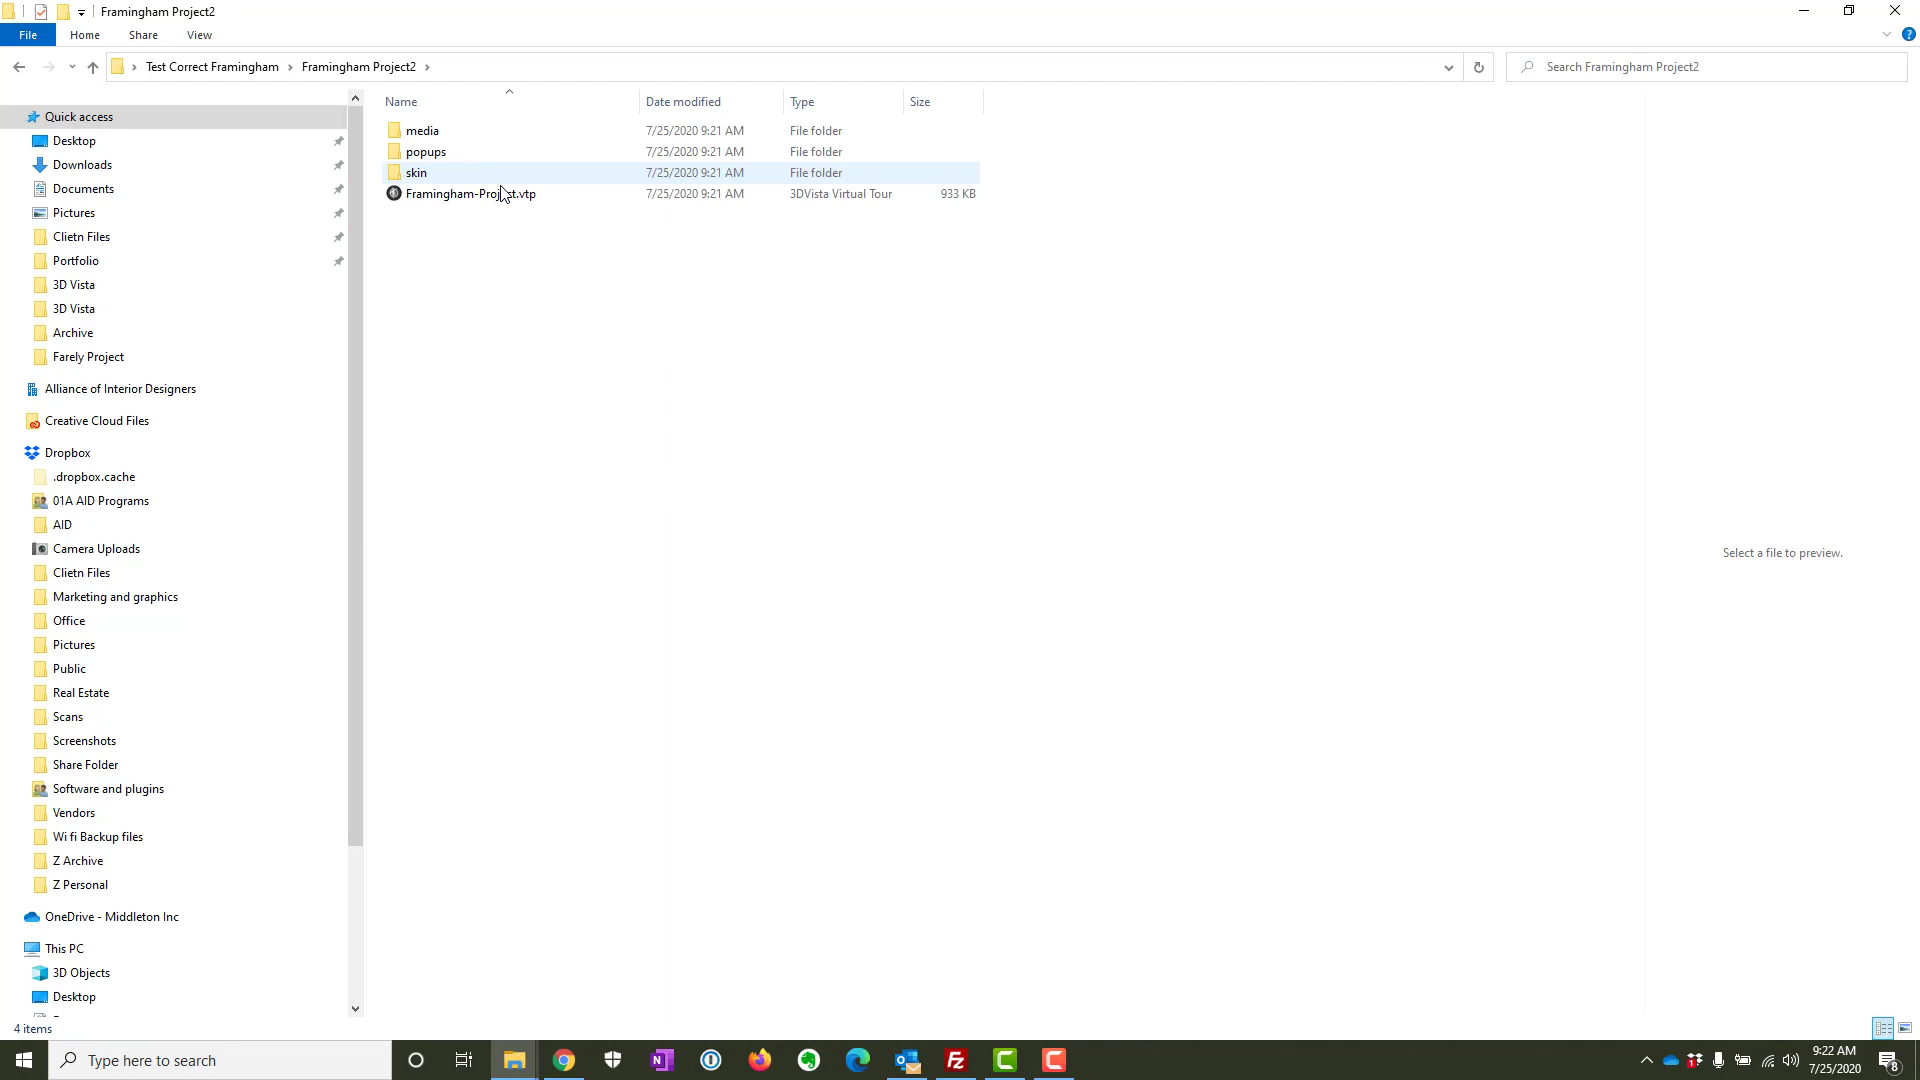 Framingham Project2
File Home Share View
Test Correct Framingham Framingham Project2
Search Framingham Project2
Name Date modified Type Size
media 7/25/2020 9:21 AM File folder
popups 7/25/2020 9:21 AM File folder
skin 7/25/2020 9:21 AM File folder
Framingham-Project.vtp 7/25/2020 9:21 AM 3DVista Virtual Tour 933 KB
Quick access
Desktop
Downloads
Documents
Pictures
Clietn Files
Portfolio
3D Vista
3D Vista
Archive
Farely Project
Alliance of Interior Designers
Creative Cloud Files
Dropbox
.dropbox.cache
01A AID Programs
AID
Camera Uploads
Clietn Files
Marketing and graphics
Office
Pictures
Public
Real Estate
Scans
Screenshots
Share Folder
Software and plugins
Vendors
Wi fi Backup files
Z Archive
Z Personal
OneDrive - Middleton Inc
This PC
3D Objects
Desktop
Select a file to preview.
4 items
Type here to search
9:22 AM
7/25/2020
8